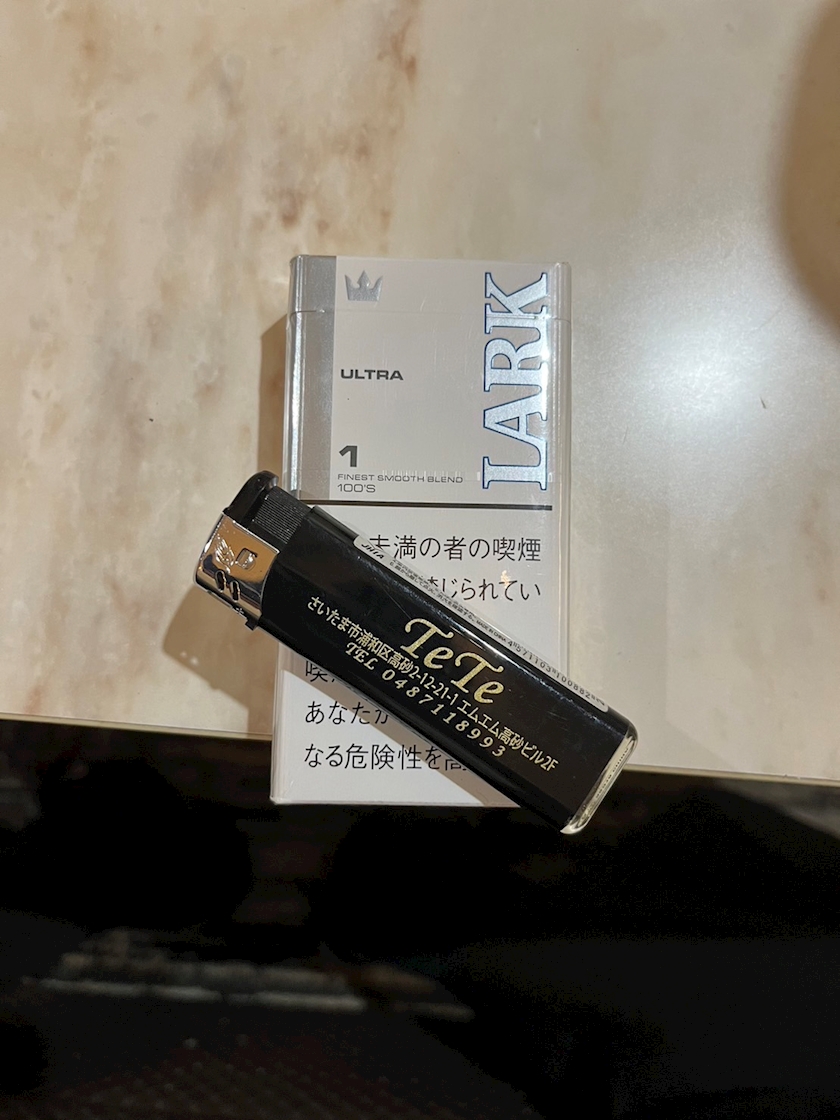 LARK
ULTRA
1
FINEST SMOOTH BLEND
100'S
未満の者の喫煙
じられてい
TeTe
さいたま市浦和区高砂2-12-21-1 エムエム高砂ビル2F
TEL 0487118993
あなたが
なる危険性を高